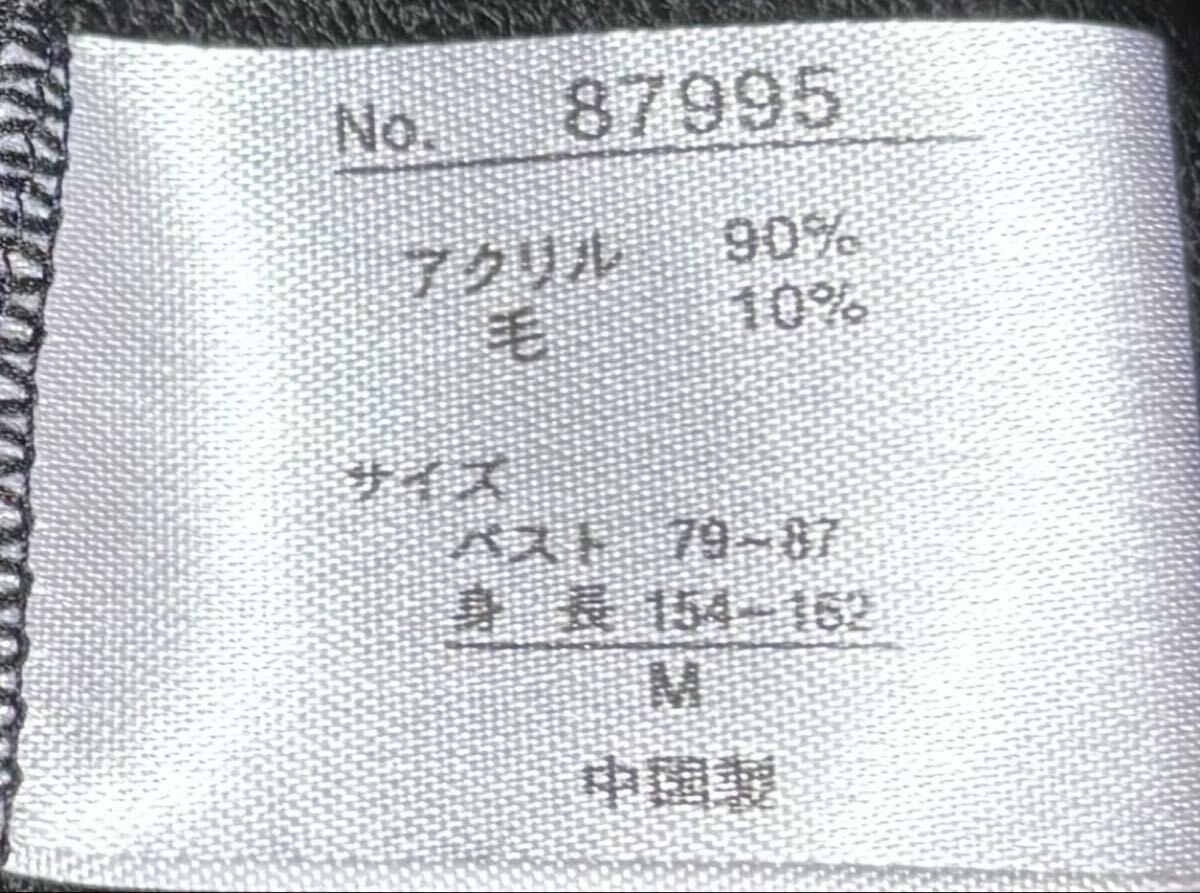 No. 87995
アクリル 90%
毛 10%
サイズ
バスト 79~87
身 長 154~162
M
中国製